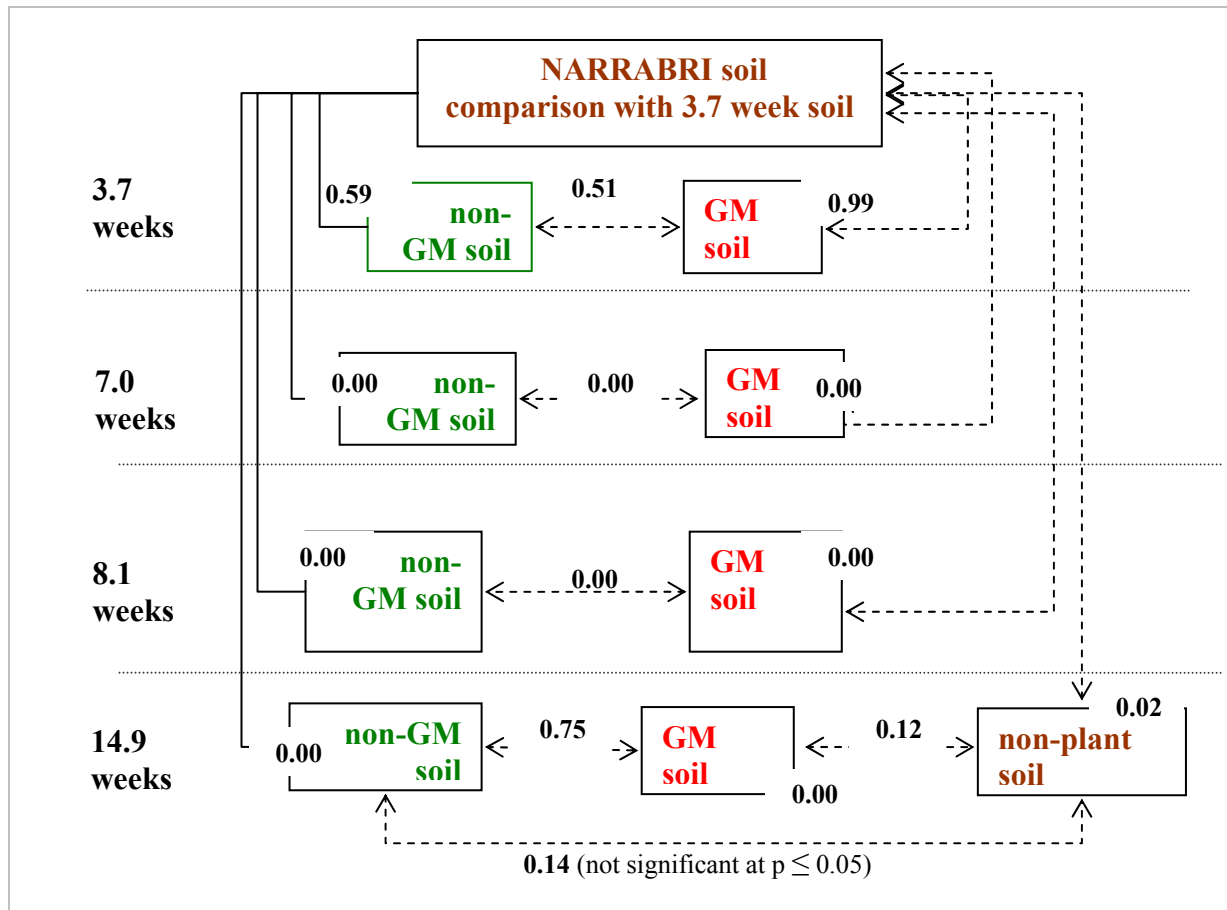 NARRABRI soil
comparison with 3.7 week soil
3.7
weeks
0.59
non-
GM soil
0.51
GM
soil
0.99
7.0
weeks
0.00
non-
GM soil
0.00
GM
soil
0.00
8.1
weeks
0.00
non-
GM soil
0.00
GM
soil
0.00
14.9
weeks
0.00
non-GM
soil
0.75
GM
soil
0.00
0.12
0.02
non-plant
soil
0.14 (not significant at p ≤ 0.05)